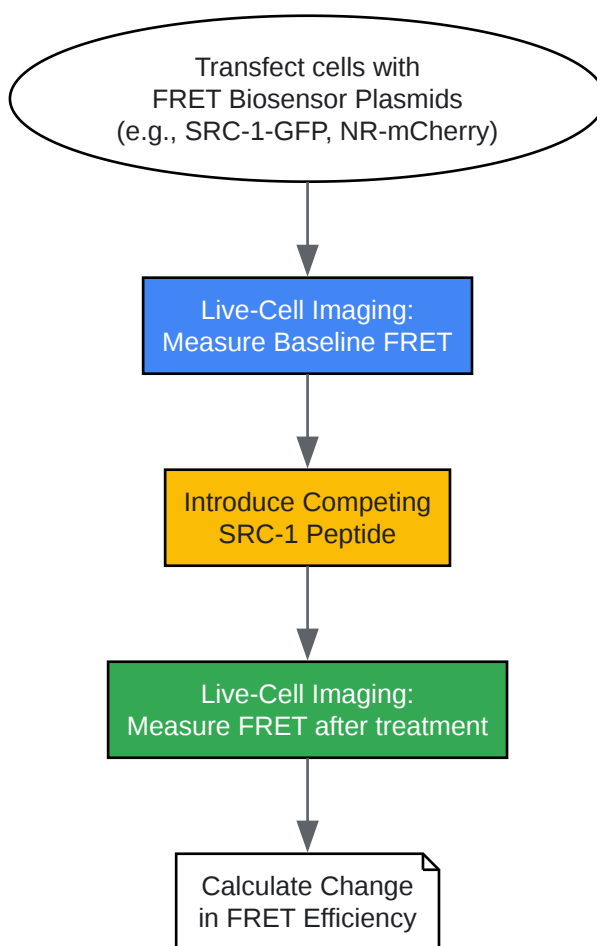 Transfect cells with
FRET Biosensor Plasmids
(e.g., SRC-1-GFP, NR-mCherry)
Live-Cell Imaging:
Measure Baseline FRET
Introduce Competing
SRC-1 Peptide
Live-Cell Imaging:
Measure FRET after treatment
Calculate Change
in FRET Efficiency